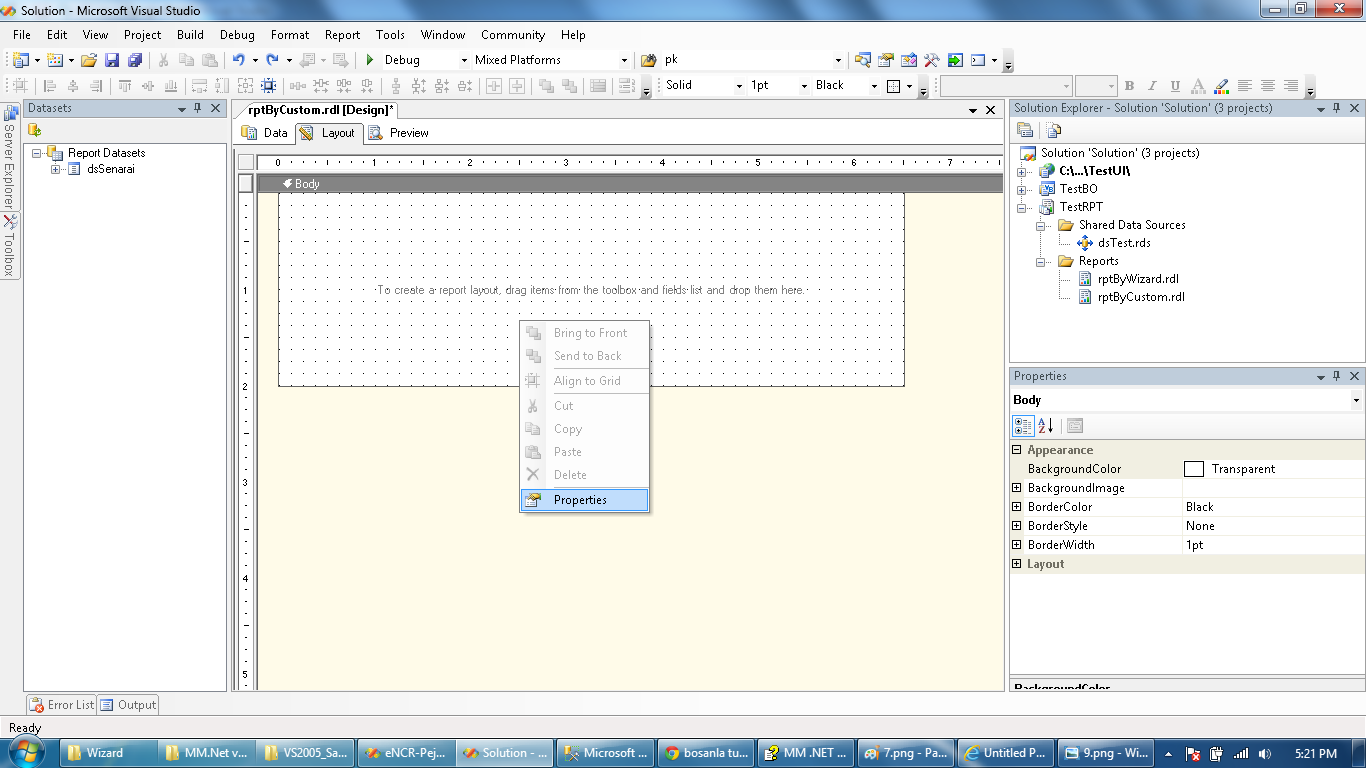 Solution - Microsoft Visual Studio
File Edit View Project Build Debug Format Report Tools Window Community Help
Debug Mixed Platforms pk
Solid 1pt Black B I U A
Server Explorer
Toolbox
Datasets
Report Datasets
dsSenarai
rptByCustom.rdl [Design]*
Data Layout Preview
0 1 2 3 4 5 6 7
Body
1
2
3
4
5
To create a report layout, drag items from the toolbox and fields list and drop them here.
Bring to Front
Send to Back
Align to Grid
Cut
Copy
Paste
Delete
Properties
Solution Explorer - Solution 'Solution' (3 projects)
Solution 'Solution' (3 projects)
C:\...\TestUI\
TestBO
TestRPT
Shared Data Sources
dsTest.rds
Reports
rptByWizard.rdl
rptByCustom.rdl
Properties
Body
Appearance
BackgroundColor Transparent
BackgroundImage
BorderColor Black
BorderStyle None
BorderWidth 1pt
Layout
BackgroundColor
Error List Output
Ready
Wizard MM.Net v... VS2005_Sa... eNCR-Pej... Solution - ... Microsoft ... bosanla tu... MM .NET ... 7.png - Pa... Untitled P... 9.png - Wi... 5:21 PM